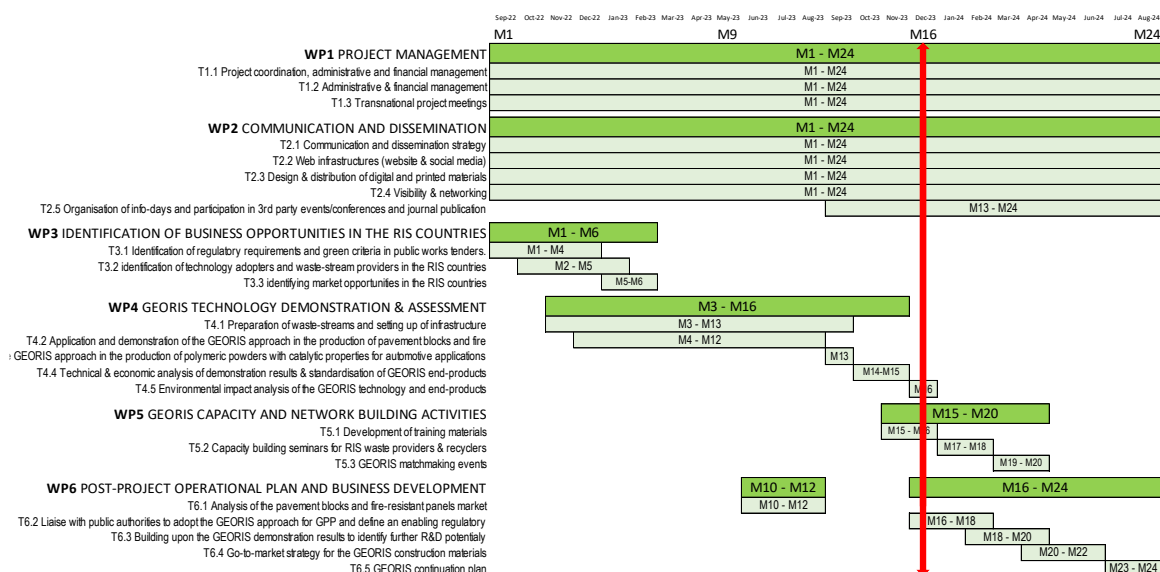 Sep-22 Oct-22 Nov-22 Dec-22 Jan-23 Feb-23 Mar-23 Apr-23 May-23 Jun-23 Jul-23 Aug-23 Sep-23 Oct-23 Nov-23 Dec-23 Jan-24 Feb-24 Mar-24 Apr-24 May-24 Jun-24 Jul-24 Aug-24
M1 M9 M16 M24
WP1 PROJECT MANAGEMENT M1 - M24
T1.1 Project coordination, administrative and financial management M1 - M24
T1.2 Administrative & financial management M1 - M24
T1.3 Transnational project meetings M1 - M24
WP2 COMMUNICATION AND DISSEMINATION M1 - M24
T2.1 Communication and dissemination strategy M1 - M24
T2.2 Web infrastructures (website & social media) M1 - M24
T2.3 Design & distribution of digital and printed materials M1 - M24
T2.4 Visibility & networking M1 - M24
T2.5 Organisation of info-days and participation in 3rd party events/conferences and journal publication M13 - M24
WP3 IDENTIFICATION OF BUSINESS OPPORTUNITIES IN THE RIS COUNTRIES M1 - M6
T3.1 Identification of regulatory requirements and green criteria in public works tenders. M1 - M4
T3.2 identification of technology adopters and waste-stream providers in the RIS countries M2 - M5
T3.3 identifying market opportunities in the RIS countries M5-M6
WP4 GEORIS TECHNOLOGY DEMONSTRATION & ASSESSMENT M3 - M16
T4.1 Preparation of waste-streams and setting up of infrastructure M3 - M13
T4.2 Application and demonstration of the GEORIS approach in the production of pavement blocks and fire M4 - M12
GEORIS approach in the production of polymeric powders with catalytic properties for automotive applications M13
T4.4 Technical & economic analysis of demonstration results & standardisation of GEORIS end-products M14-M15
T4.5 Environmental impact analysis of the GEORIS technology and end-products
WP5 GEORIS CAPACITY AND NETWORK BUILDING ACTIVITIES M15 - M20
T5.1 Development of training materials M15 -
T5.2 Capacity building seminars for RIS waste providers & recyclers M17 - M18
T5.3 GEORIS matchmaking events M19 - M20
WP6 POST-PROJECT OPERATIONAL PLAN AND BUSINESS DEVELOPMENT M10 - M12 M16 - M24
T6.1 Analysis of the pavement blocks and fire-resistant panels market M10 - M12
T6.2 Liaise with public authorities to adopt the GEORIS approach for GPP and define an enabling regulatory M16 - M18
T6.3 Building upon the GEORIS demonstration results to identify further R&D potentialy M18 - M20
T6.4 Go-to-market strategy for the GEORIS construction materials M20 - M22
T6.5 GEORIS continuation plan M23 - M24